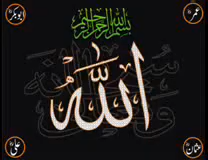 عمر
بسم الله الرحمن الرحيم
ابوبكر
الله
عثمان
علي